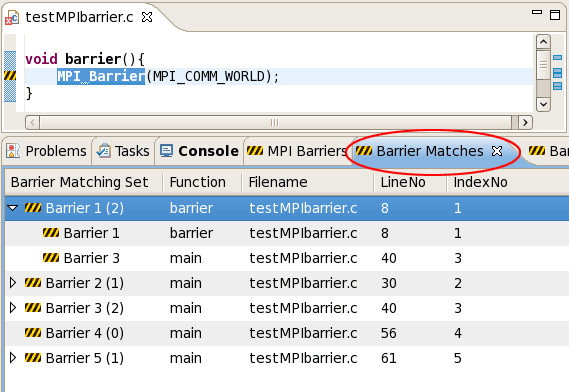 testMPIbarrier.c
void barrier(){
MPI_Barrier(MPI_COMM_WORLD);
}
Problems Tasks Console MPI Barriers Barrier Matches Ba
Barrier Matching Set Function Filename LineNo IndexNo
Barrier 1 (2) barrier testMPIbarrier.c 8 1
Barrier 1 barrier testMPIbarrier.c 8 1
Barrier 3 main testMPIbarrier.c 40 3
Barrier 2 (1) main testMPIbarrier.c 30 2
Barrier 3 (2) main testMPIbarrier.c 40 3
Barrier 4 (0) main testMPIbarrier.c 56 4
Barrier 5 (1) main testMPIbarrier.c 61 5